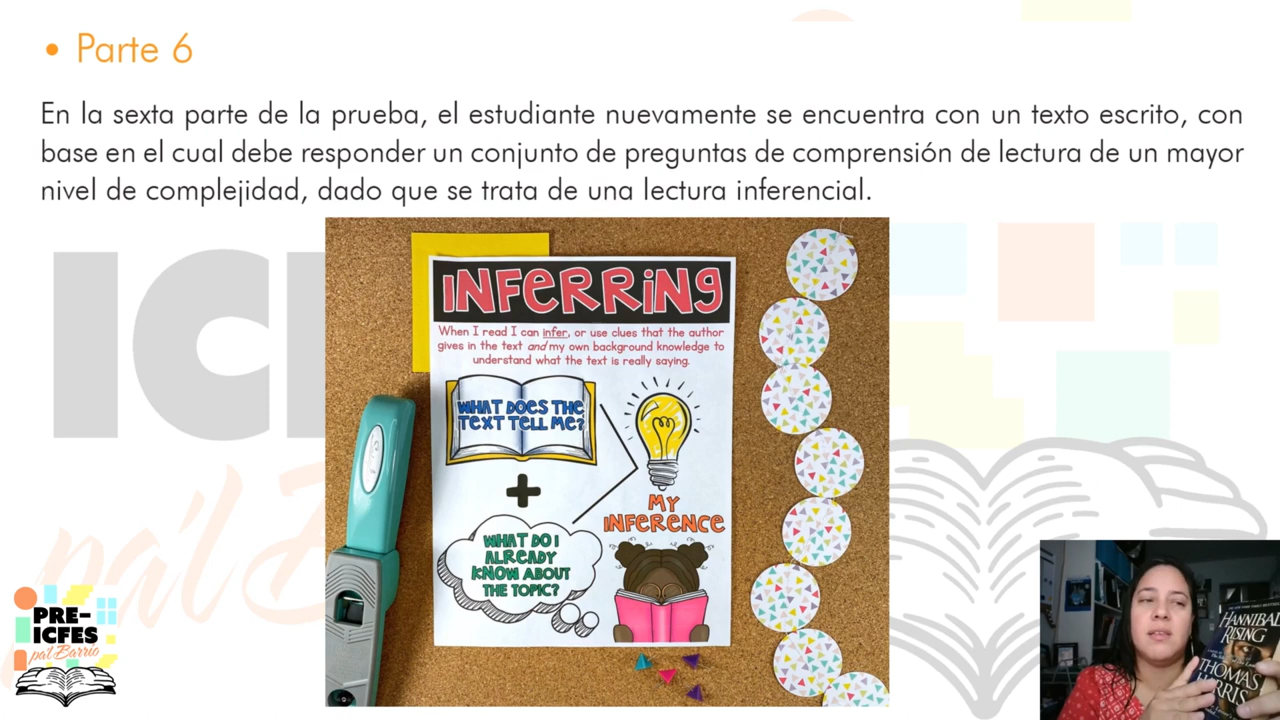 • Parte 6
En la sexta parte de la prueba, el estudiante nuevamente se encuentra con un texto escrito, con
base en el cual debe responder un conjunto de preguntas de comprensión de lectura de un mayor
nivel de complejidad, dado que se trata de una lectura inferencial.
INFERRING
When I read I can infer, or use clues that the author
gives in the text and my own background knowledge to
understand what the text is really saying.
WHAT DOES THE
TEXT TELL ME?
+
MY
INFERENCE
WHAT DO I
ALREADY
KNOW ABOUT
THE TOPIC?
PRE-
ICFES
pa'l Barrio
HANNIBAL
RISING
THOMAS
HARRIS